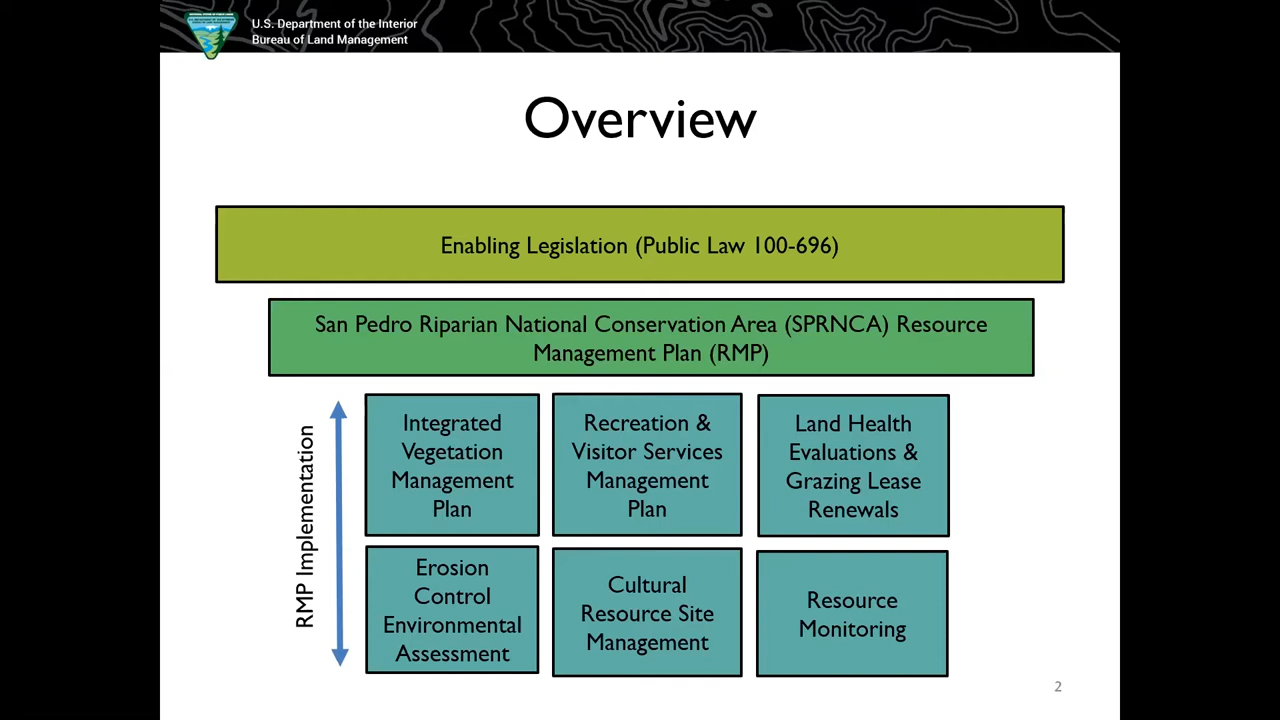 U.S. Department of the Interior
Bureau of Land Management
Overview
Enabling Legislation (Public Law 100-696)
San Pedro Riparian National Conservation Area (SPRNCA) Resource
Management Plan (RMP)
RMP Implementation
Integrated
Vegetation
Management
Plan
Recreation &
Visitor Services
Management
Plan
Land Health
Evaluations &
Grazing Lease
Renewals
Erosion
Control
Environmental
Assessment
Cultural
Resource Site
Management
Resource
Monitoring
2